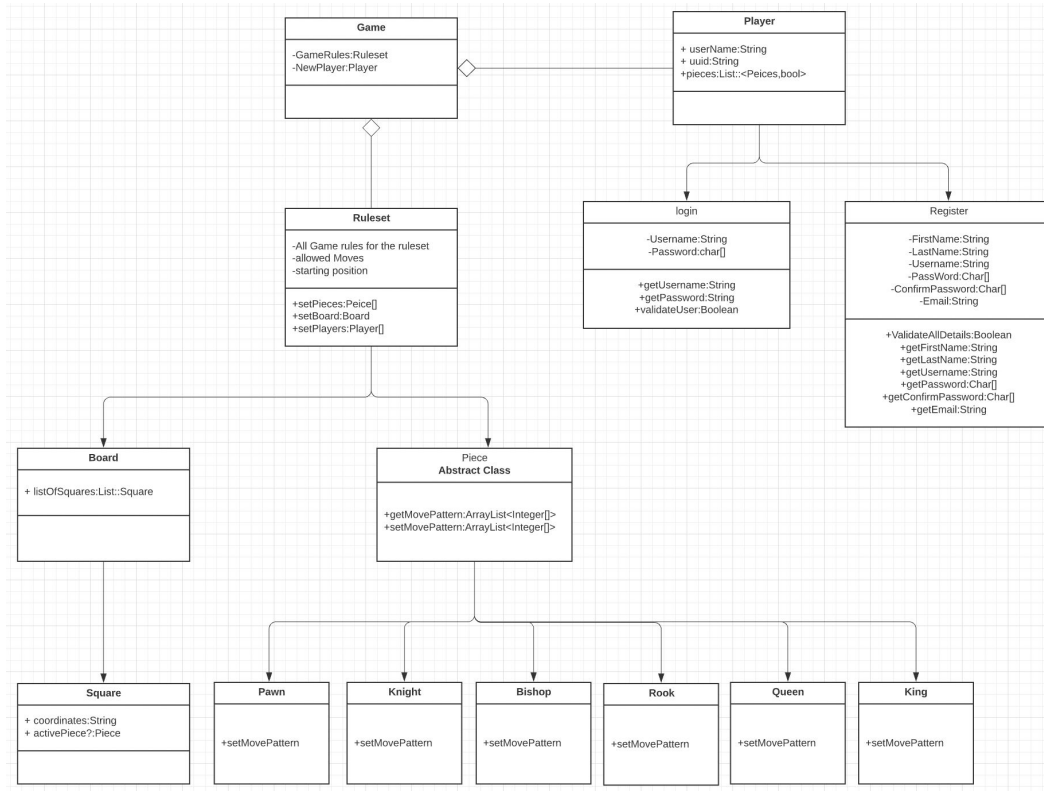 Game
-GameRules:Ruleset
-NewPlayer:Player
Player
+ userName:String
+ uuid:String
+pieces:List::<Peices,bool>
Ruleset
-All Game rules for the ruleset
-allowed Moves
-starting position
+setPieces:Peice[]
+setBoard:Board
+setPlayers:Player[]
login
-Username:String
-Password:char[]
+getUsername:String
+getPassword:String
+validateUser:Boolean
Register
-FirstName:String
-LastName:String
-Username:String
-PassWord:Char[]
-ConfirmPassword:Char[]
-Email:String
+ValidateAllDetails:Boolean
+getFirstName:String
+getLastName:String
+getUsername:String
+getPassword:Char[]
+getConfirmPassword:Char[]
+getEmail:String
Board
+ listOfSquares:List::Square
Piece
Abstract Class
+getMovePattern:ArrayList<Integer[]>
+setMovePattern:ArrayList<Integer[]>
Square
+ coordinates:String
+ activePiece?:Piece
Pawn
+setMovePattern
Knight
+setMovePattern
Bishop
+setMovePattern
Rook
+setMovePattern
Queen
+setMovePattern
King
+setMovePattern